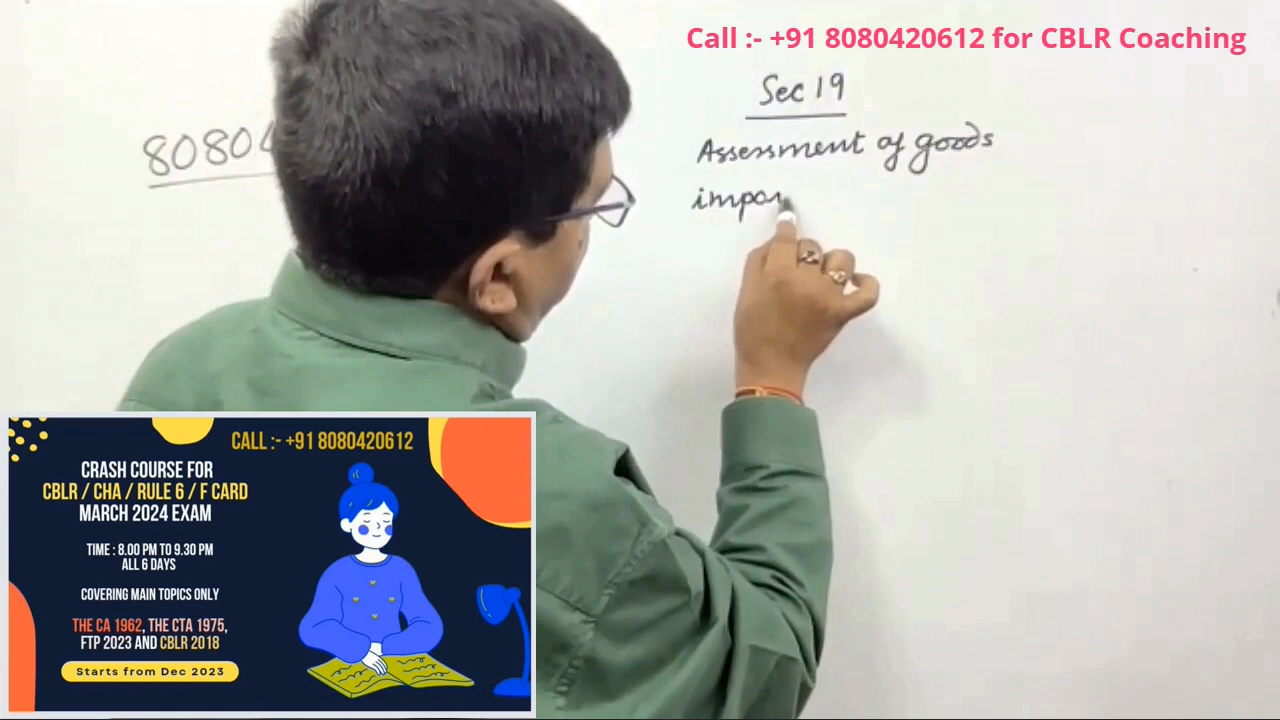 Call :- +91 8080420612 for CBLR Coaching
Sec 19
Assessment of goods
impor
8080
CALL :- +91 8080420612
CRASH COURSE FOR
CBLR / CHA / RULE 6 / F CARD
MARCH 2024 EXAM
TIME : 8.00 PM TO 9.30 PM
ALL 6 DAYS
COVERING MAIN TOPICS ONLY
THE CA 1962, THE CTA 1975,
FTP 2023 AND CBLR 2018
Starts from Dec 2023